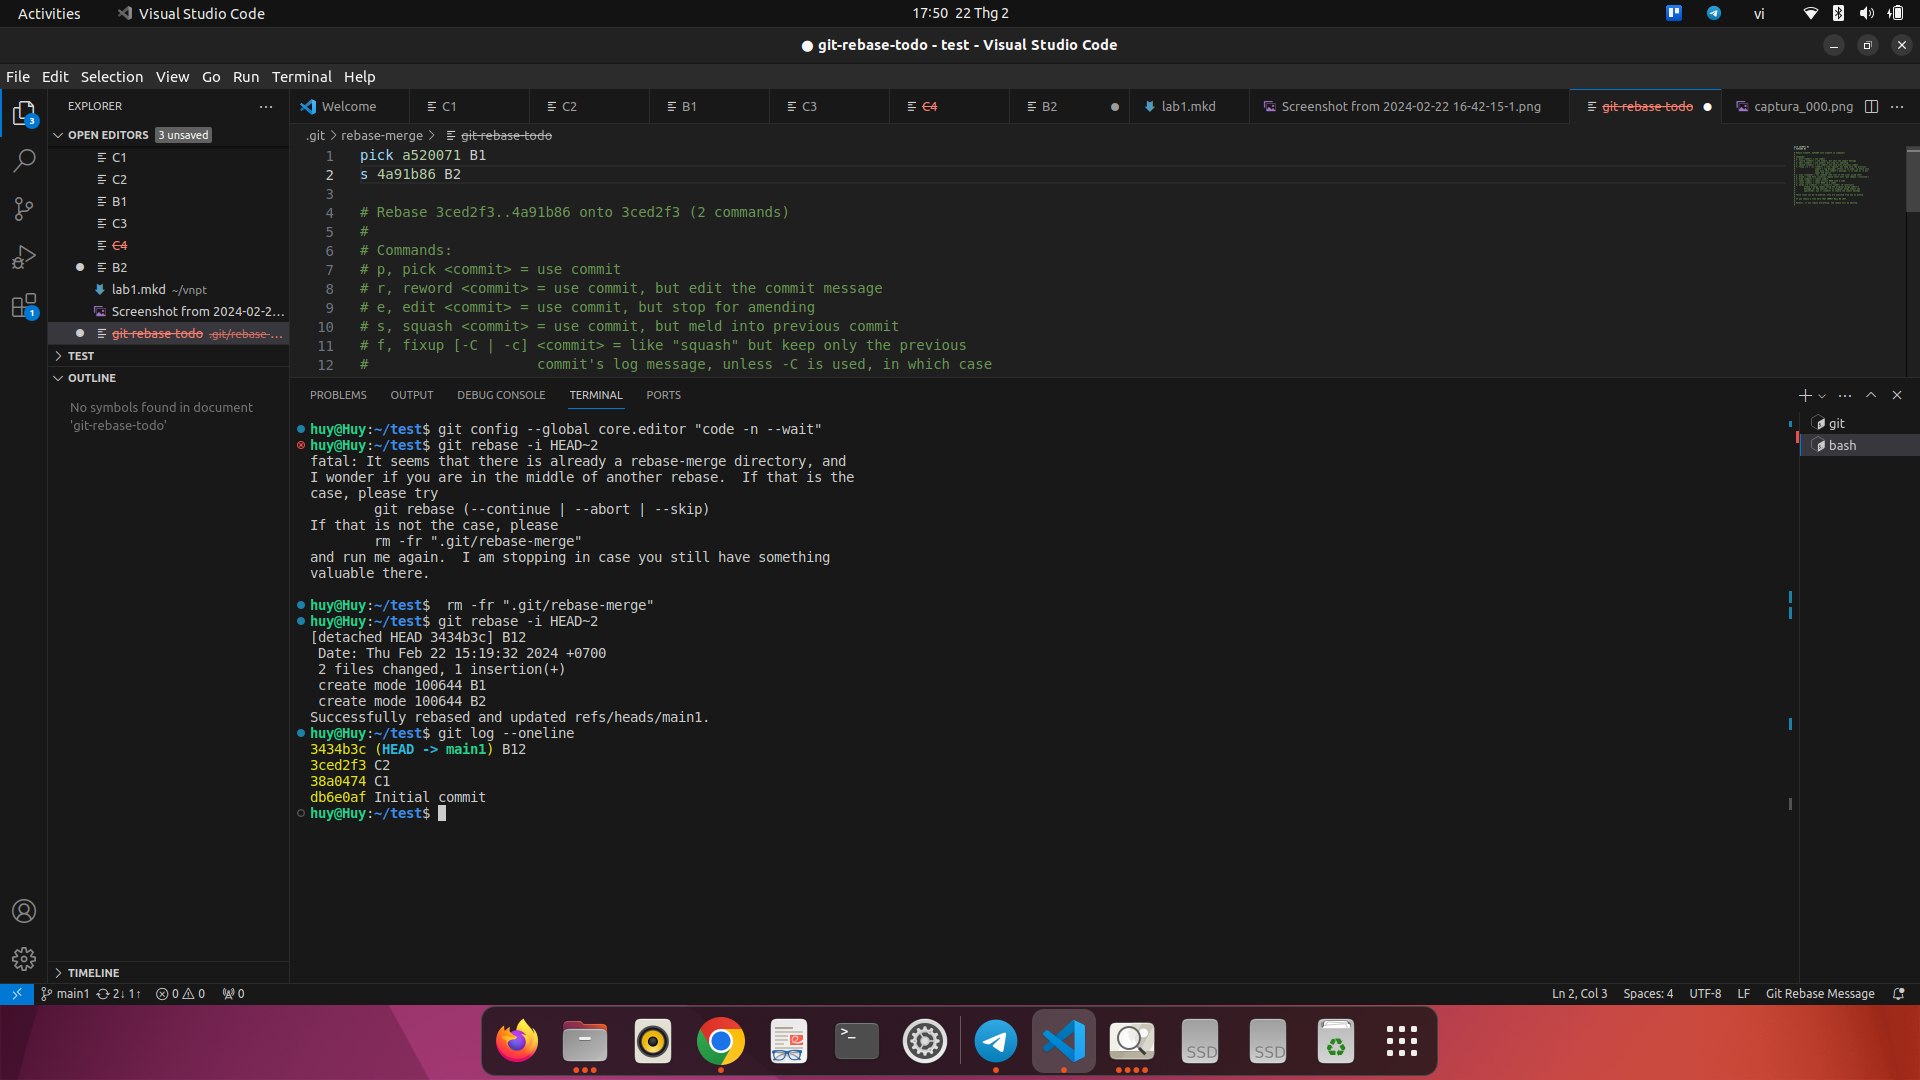 Activities
Visual Studio Code
17:50 22 Thg 2
vi
● git-rebase-todo - test - Visual Studio Code
File Edit Selection View Go Run Terminal Help
EXPLORER
OPEN EDITORS 3 unsaved
C1
C2
B1
C3
C4
B2
lab1.mkd ~/vnpt
Screenshot from 2024-02-2...
git-rebase-todo .git/rebase-...
TEST
OUTLINE
No symbols found in document
'git-rebase-todo'
TIMELINE
3
1
Welcome C1 C2 B1 C3 C4 B2 lab1.mkd Screenshot from 2024-02-22 16-42-15-1.png git-rebase-todo captura_000.png
.git > rebase-merge > git-rebase-todo
1 pick a520071 B1
2 s 4a91b86 B2
3
4 # Rebase 3ced2f3..4a91b86 onto 3ced2f3 (2 commands)
5 #
6 # Commands:
7 # p, pick <commit> = use commit
8 # r, reword <commit> = use commit, but edit the commit message
9 # e, edit <commit> = use commit, but stop for amending
10 # s, squash <commit> = use commit, but meld into previous commit
11 # f, fixup [-C | -c] <commit> = like "squash" but keep only the previous
12 # commit's log message, unless -C is used, in which case
PROBLEMS OUTPUT DEBUG CONSOLE TERMINAL PORTS
git
bash
huy@Huy:~/test$ git config --global core.editor "code -n --wait"
huy@Huy:~/test$ git rebase -i HEAD~2
fatal: It seems that there is already a rebase-merge directory, and
I wonder if you are in the middle of another rebase.  If that is the
case, please try
git rebase (--continue | --abort | --skip)
If that is not the case, please
rm -fr ".git/rebase-merge"
and run me again.  I am stopping in case you still have something
valuable there.
huy@Huy:~/test$  rm -fr ".git/rebase-merge"
huy@Huy:~/test$ git rebase -i HEAD~2
[detached HEAD 3434b3c] B12
Date: Thu Feb 22 15:19:32 2024 +0700
2 files changed, 1 insertion(+)
create mode 100644 B1
create mode 100644 B2
Successfully rebased and updated refs/heads/main1.
huy@Huy:~/test$ git log --oneline
3434b3c (HEAD -> main1) B12
3ced2f3 C2
38a0474 C1
db6e0af Initial commit
huy@Huy:~/test$
main1 2↓ 1↑ 0 0 0
Ln 2, Col 3 Spaces: 4 UTF-8 LF Git Rebase Message
>_
SSD SSD